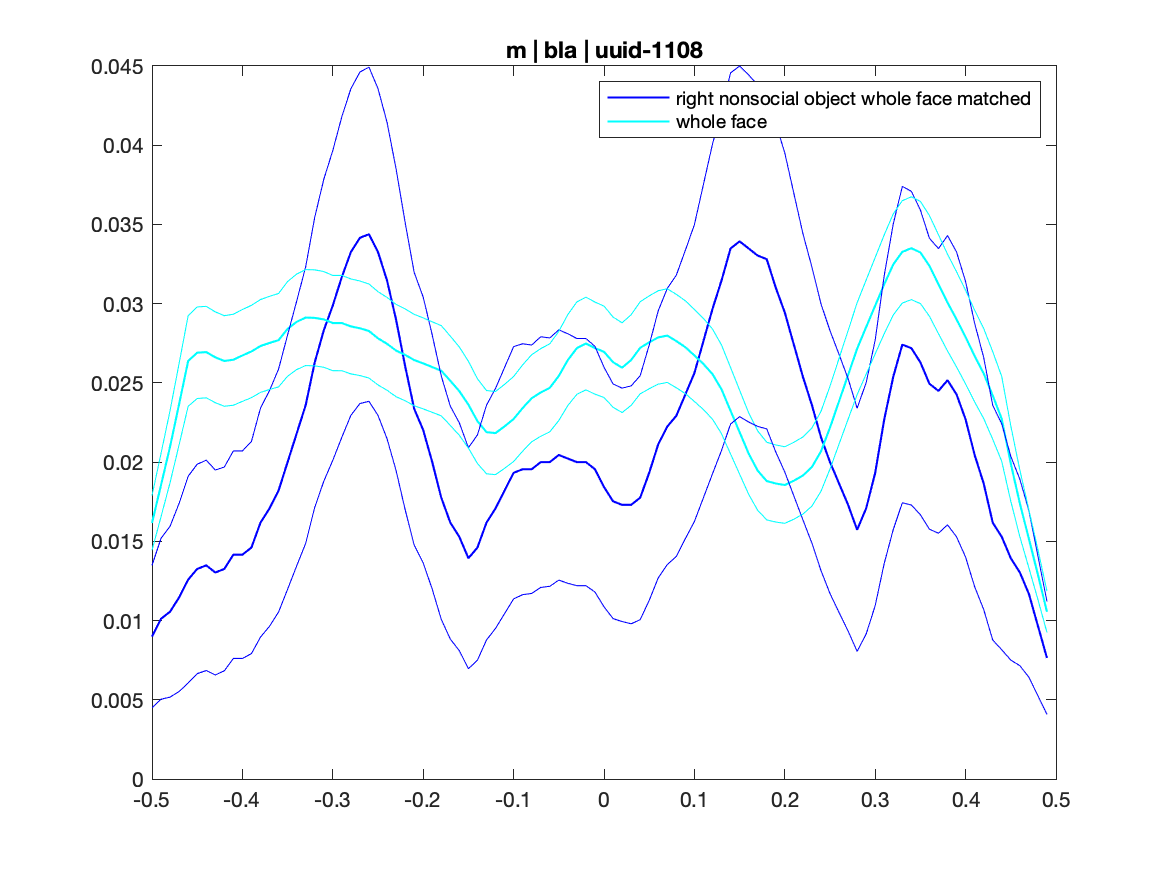 m | bla | uuid-1108
right nonsocial object whole face matched
whole face
0.045
0.04
0.035
0.03
0.025
0.02
0.015
0.01
0.005
0
-0.5 -0.4 -0.3 -0.2 -0.1 0 0.1 0.2 0.3 0.4 0.5